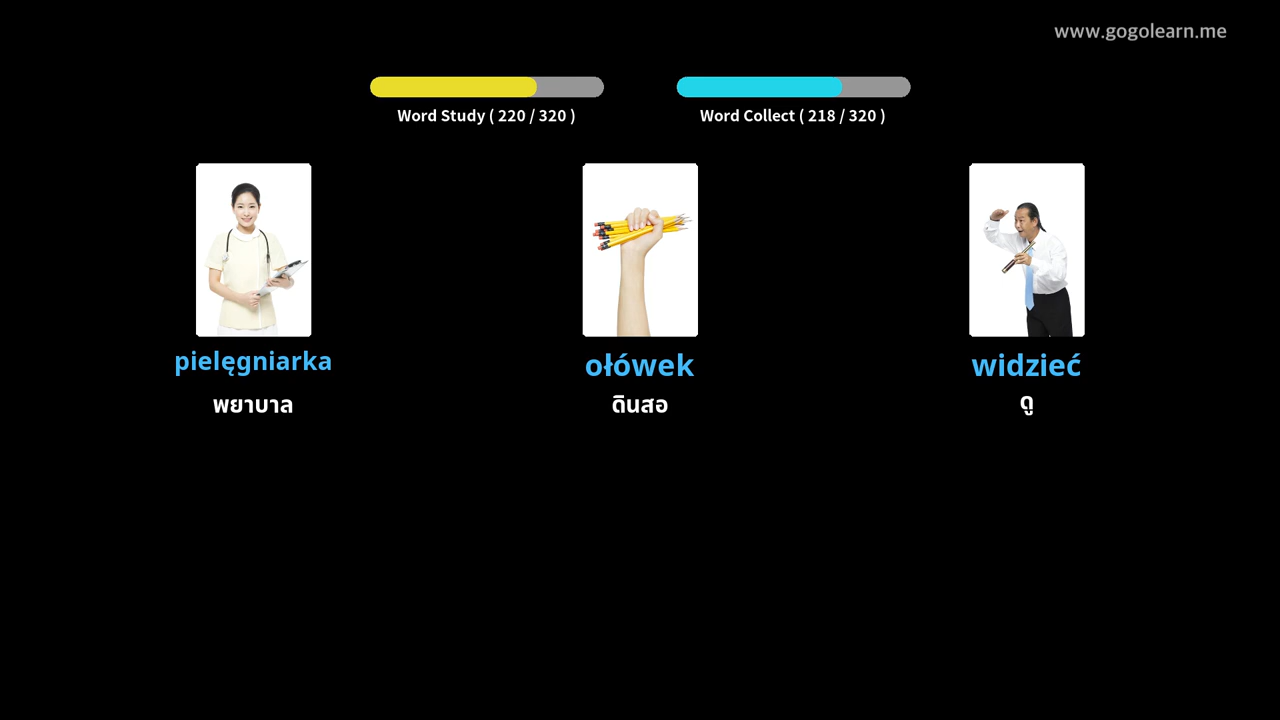 www.gogolearn.me
Word Study ( 220 / 320 )
Word Collect ( 218 / 320 )
pielęgniarka
ołówek
widzieć
พยาบาล
ดินสอ
ดู